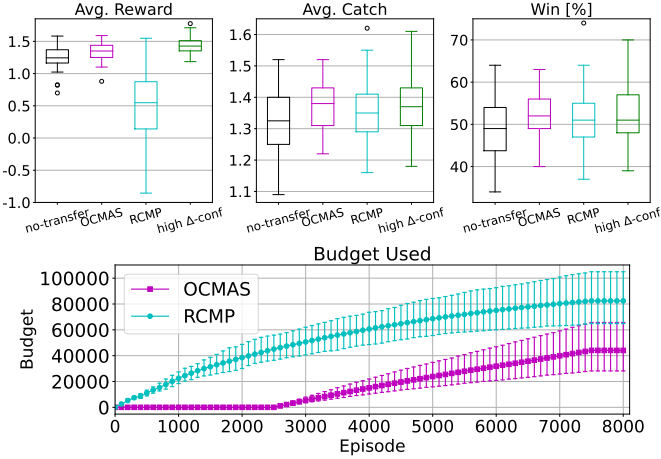 Avg. Reward
1.5
1.0
0.5
0.0
-0.5
-1.0
no-transfer
OCMAS
RCMP
high Δ-conf
Avg. Catch
1.6
1.5
1.4
1.3
1.2
1.1
no-transfer
OCMAS
RCMP
high Δ-conf
Win [%]
70
60
50
40
no-transfer
OCMAS
RCMP
high Δ-conf
Budget Used
Budget
100000
80000
60000
40000
20000
0
OCMAS
RCMP
0 1000 2000 3000 4000 5000 6000 7000 8000
Episode